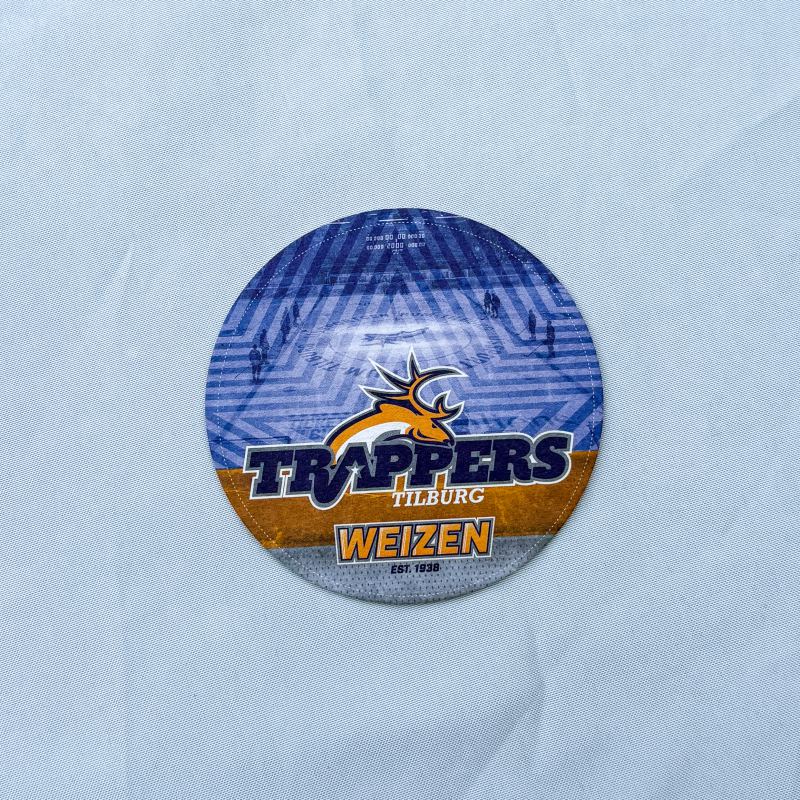 TRAPPERS
TILBURG
WEIZEN
EST. 1938